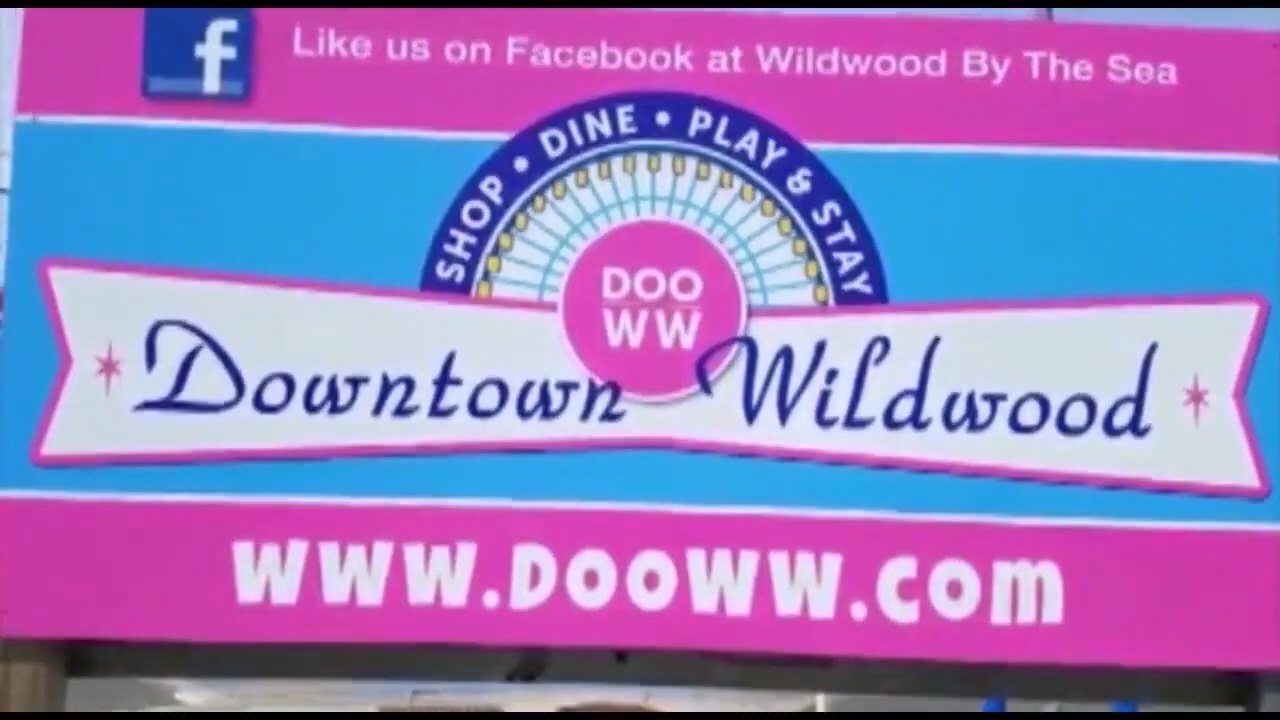 f Like us on Facebook at Wildwood By The Sea
SHOP • DINE • PLAY & STAY
DOO
WW
Downtown Wildwood
www.DOOWW.com